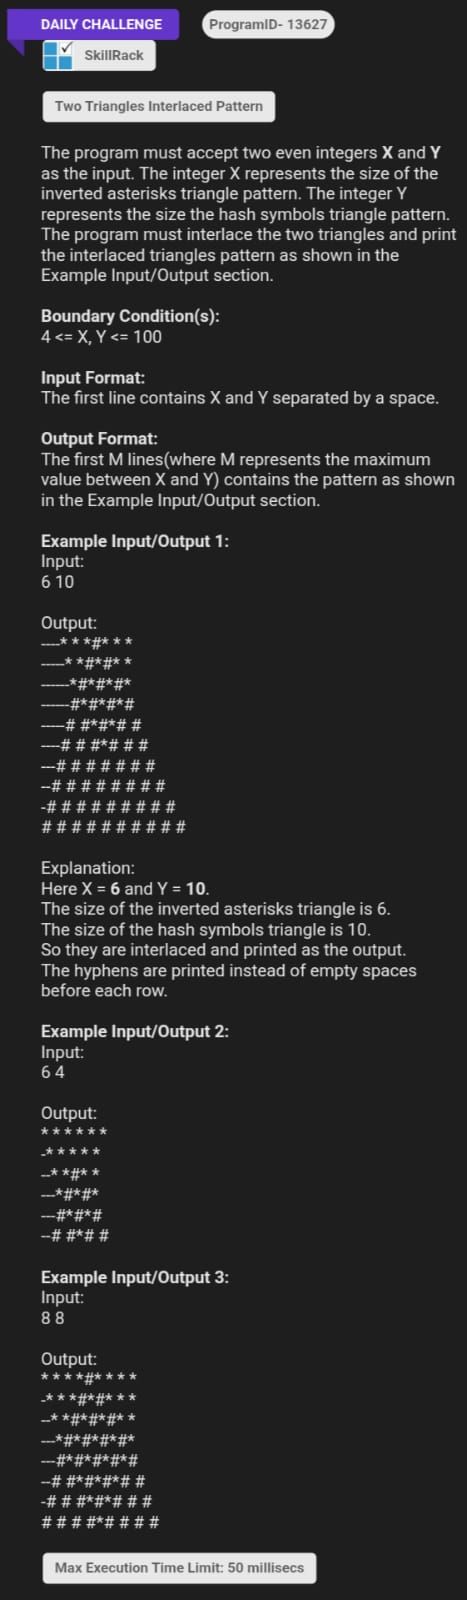 DAILY CHALLENGE
ProgramID- 13627
SkillRack
Two Triangles Interlaced Pattern
The program must accept two even integers X and Y
as the input. The integer X represents the size of the
inverted asterisks triangle pattern. The integer Y
represents the size the hash symbols triangle pattern.
The program must interlace the two triangles and print
the interlaced triangles pattern as shown in the
Example Input/Output section.
Boundary Condition(s):
4 <= X, Y <= 100
Input Format:
The first line contains X and Y separated by a space.
Output Format:
The first M lines(where M represents the maximum
value between X and Y) contains the pattern as shown
in the Example Input/Output section.
Example Input/Output 1:
Input:
6 10
Output:
----* * *#* * *
-----* *#*#* *
------*#*#*#*
------#*#*#*#
-----# #*#*# #
----# # #*# # #
---# # # # # # #
--# # # # # # # #
-# # # # # # # # #
# # # # # # # # # #
Explanation:
Here X = 6 and Y = 10.
The size of the inverted asterisks triangle is 6.
The size of the hash symbols triangle is 10.
So they are interlaced and printed as the output.
The hyphens are printed instead of empty spaces
before each row.
Example Input/Output 2:
Input:
6 4
Output:
* * * * * *
-* * * * *
--* *#* *
---*#*#*
---#*#*#
--# #*# #
Example Input/Output 3:
Input:
8 8
Output:
* * * *#* * * *
-* * *#*#* * *
--* *#*#*#* *
---*#*#*#*#*
---#*#*#*#*#
--# #*#*#*# #
-# # #*#*# # #
# # # #*# # # #
Max Execution Time Limit: 50 millisecs